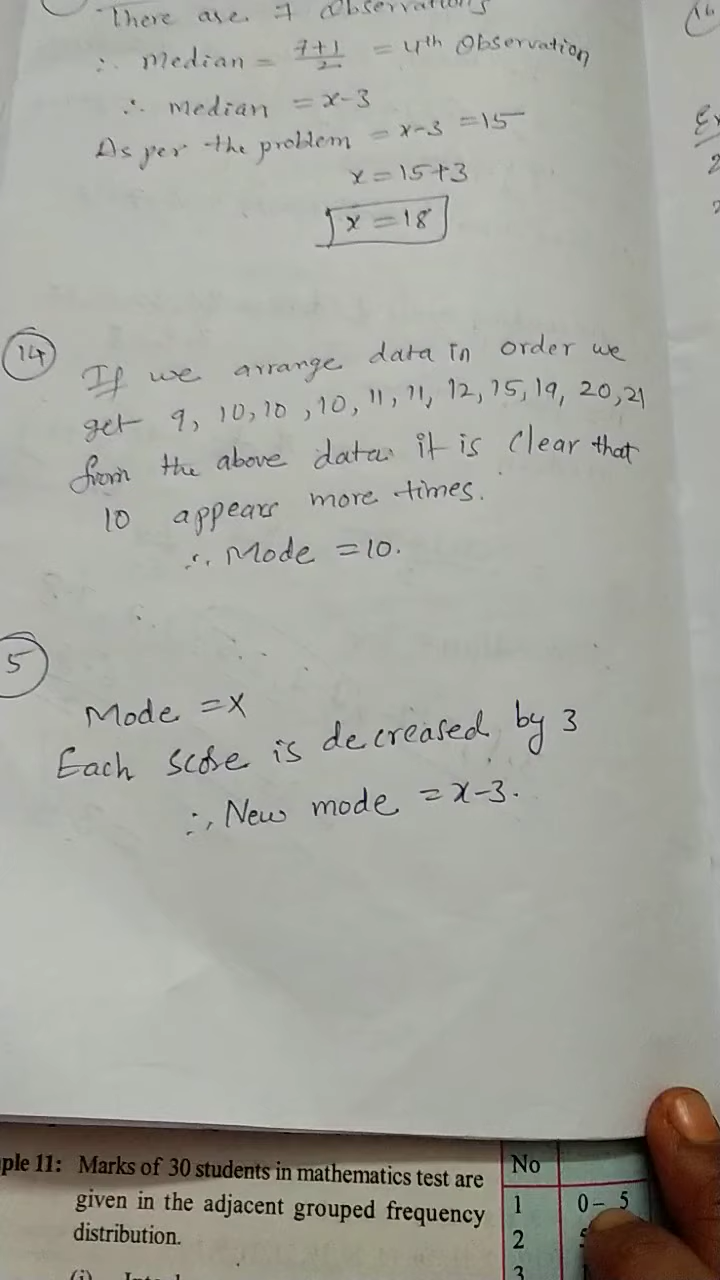 There are 7 Observations
∴ median = 7+1/2 = 4th Observation
∴ median = x-3
As per the problem = x-3 = 15
x = 15+3
x = 18
14
If we arrange data in order we
get 9, 10, 10, 10, 11, 11, 12, 15, 19, 20, 21
from the above data it is clear that
10 appears more times.
∴ Mode = 10.
5
Mode = x
Each score is decreased by 3
∴ New mode = x-3.
ple 11: Marks of 30 students in mathematics test are
given in the adjacent grouped frequency
distribution.
No
1 0 – 5
2
3